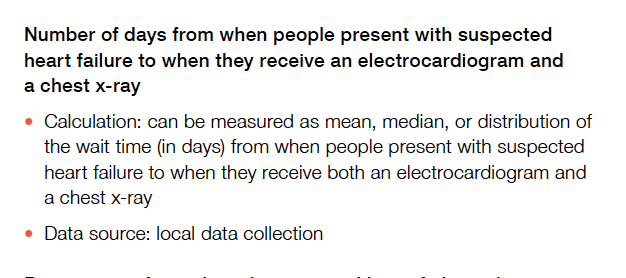 Number of days from when people present with suspected
heart failure to when they receive an electrocardiogram and
a chest x-ray
• Calculation: can be measured as mean, median, or distribution of
the wait time (in days) from when people present with suspected
heart failure to when they receive both an electrocardiogram and
a chest x-ray
• Data source: local data collection